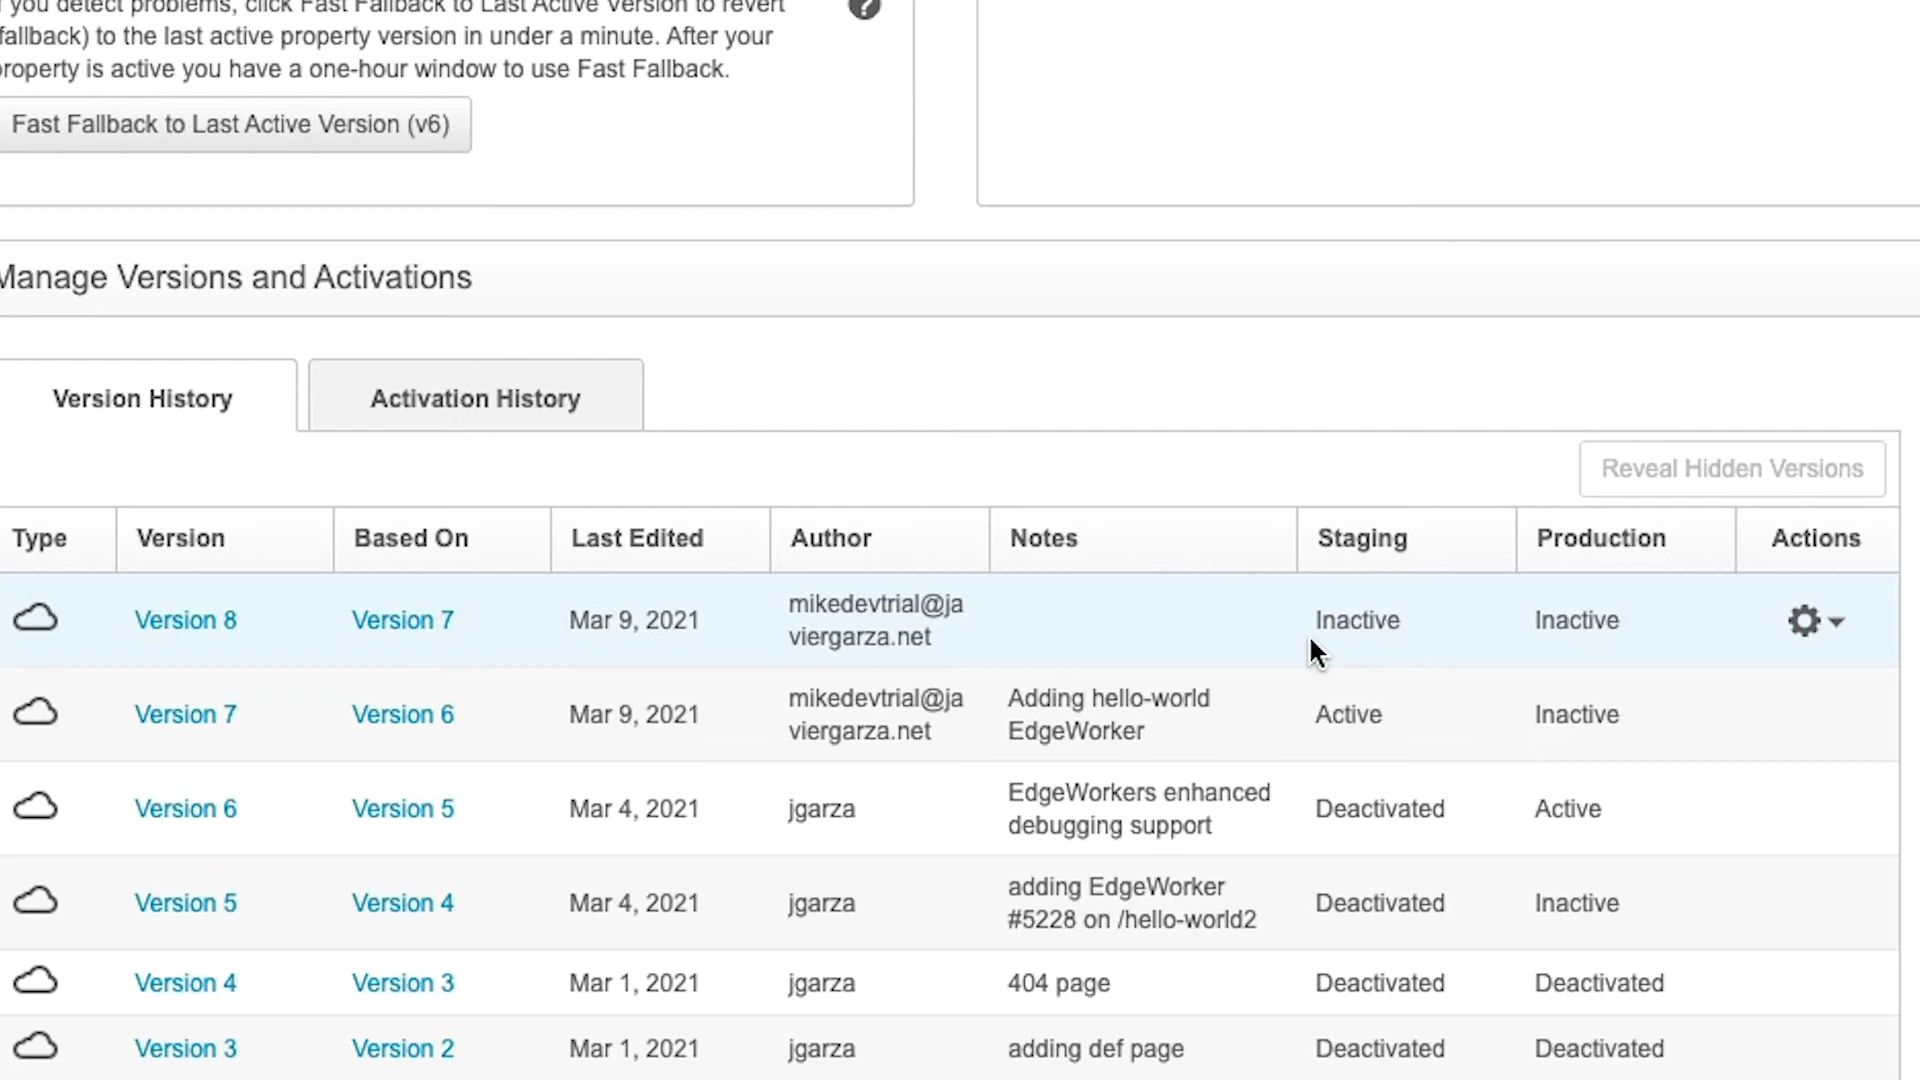 you detect problems, click Fast Fallback to Last Active Version to revert
fallback) to the last active property version in under a minute. After your
property is active you have a one-hour window to use Fast Fallback.
?
Fast Fallback to Last Active Version (v6)
Manage Versions and Activations
Version History
Activation History
Reveal Hidden Versions
Type Version Based On Last Edited Author Notes Staging Production Actions
Version 8 Version 7 Mar 9, 2021 mikedevtrial@ja Inactive Inactive
viergarza.net
Version 7 Version 6 Mar 9, 2021 mikedevtrial@ja Adding hello-world Active Inactive
viergarza.net EdgeWorker
Version 6 Version 5 Mar 4, 2021 jgarza EdgeWorkers enhanced Deactivated Active
debugging support
Version 5 Version 4 Mar 4, 2021 jgarza adding EdgeWorker Deactivated Inactive
#5228 on /hello-world2
Version 4 Version 3 Mar 1, 2021 jgarza 404 page Deactivated Deactivated
Version 3 Version 2 Mar 1, 2021 jgarza adding def page Deactivated Deactivated